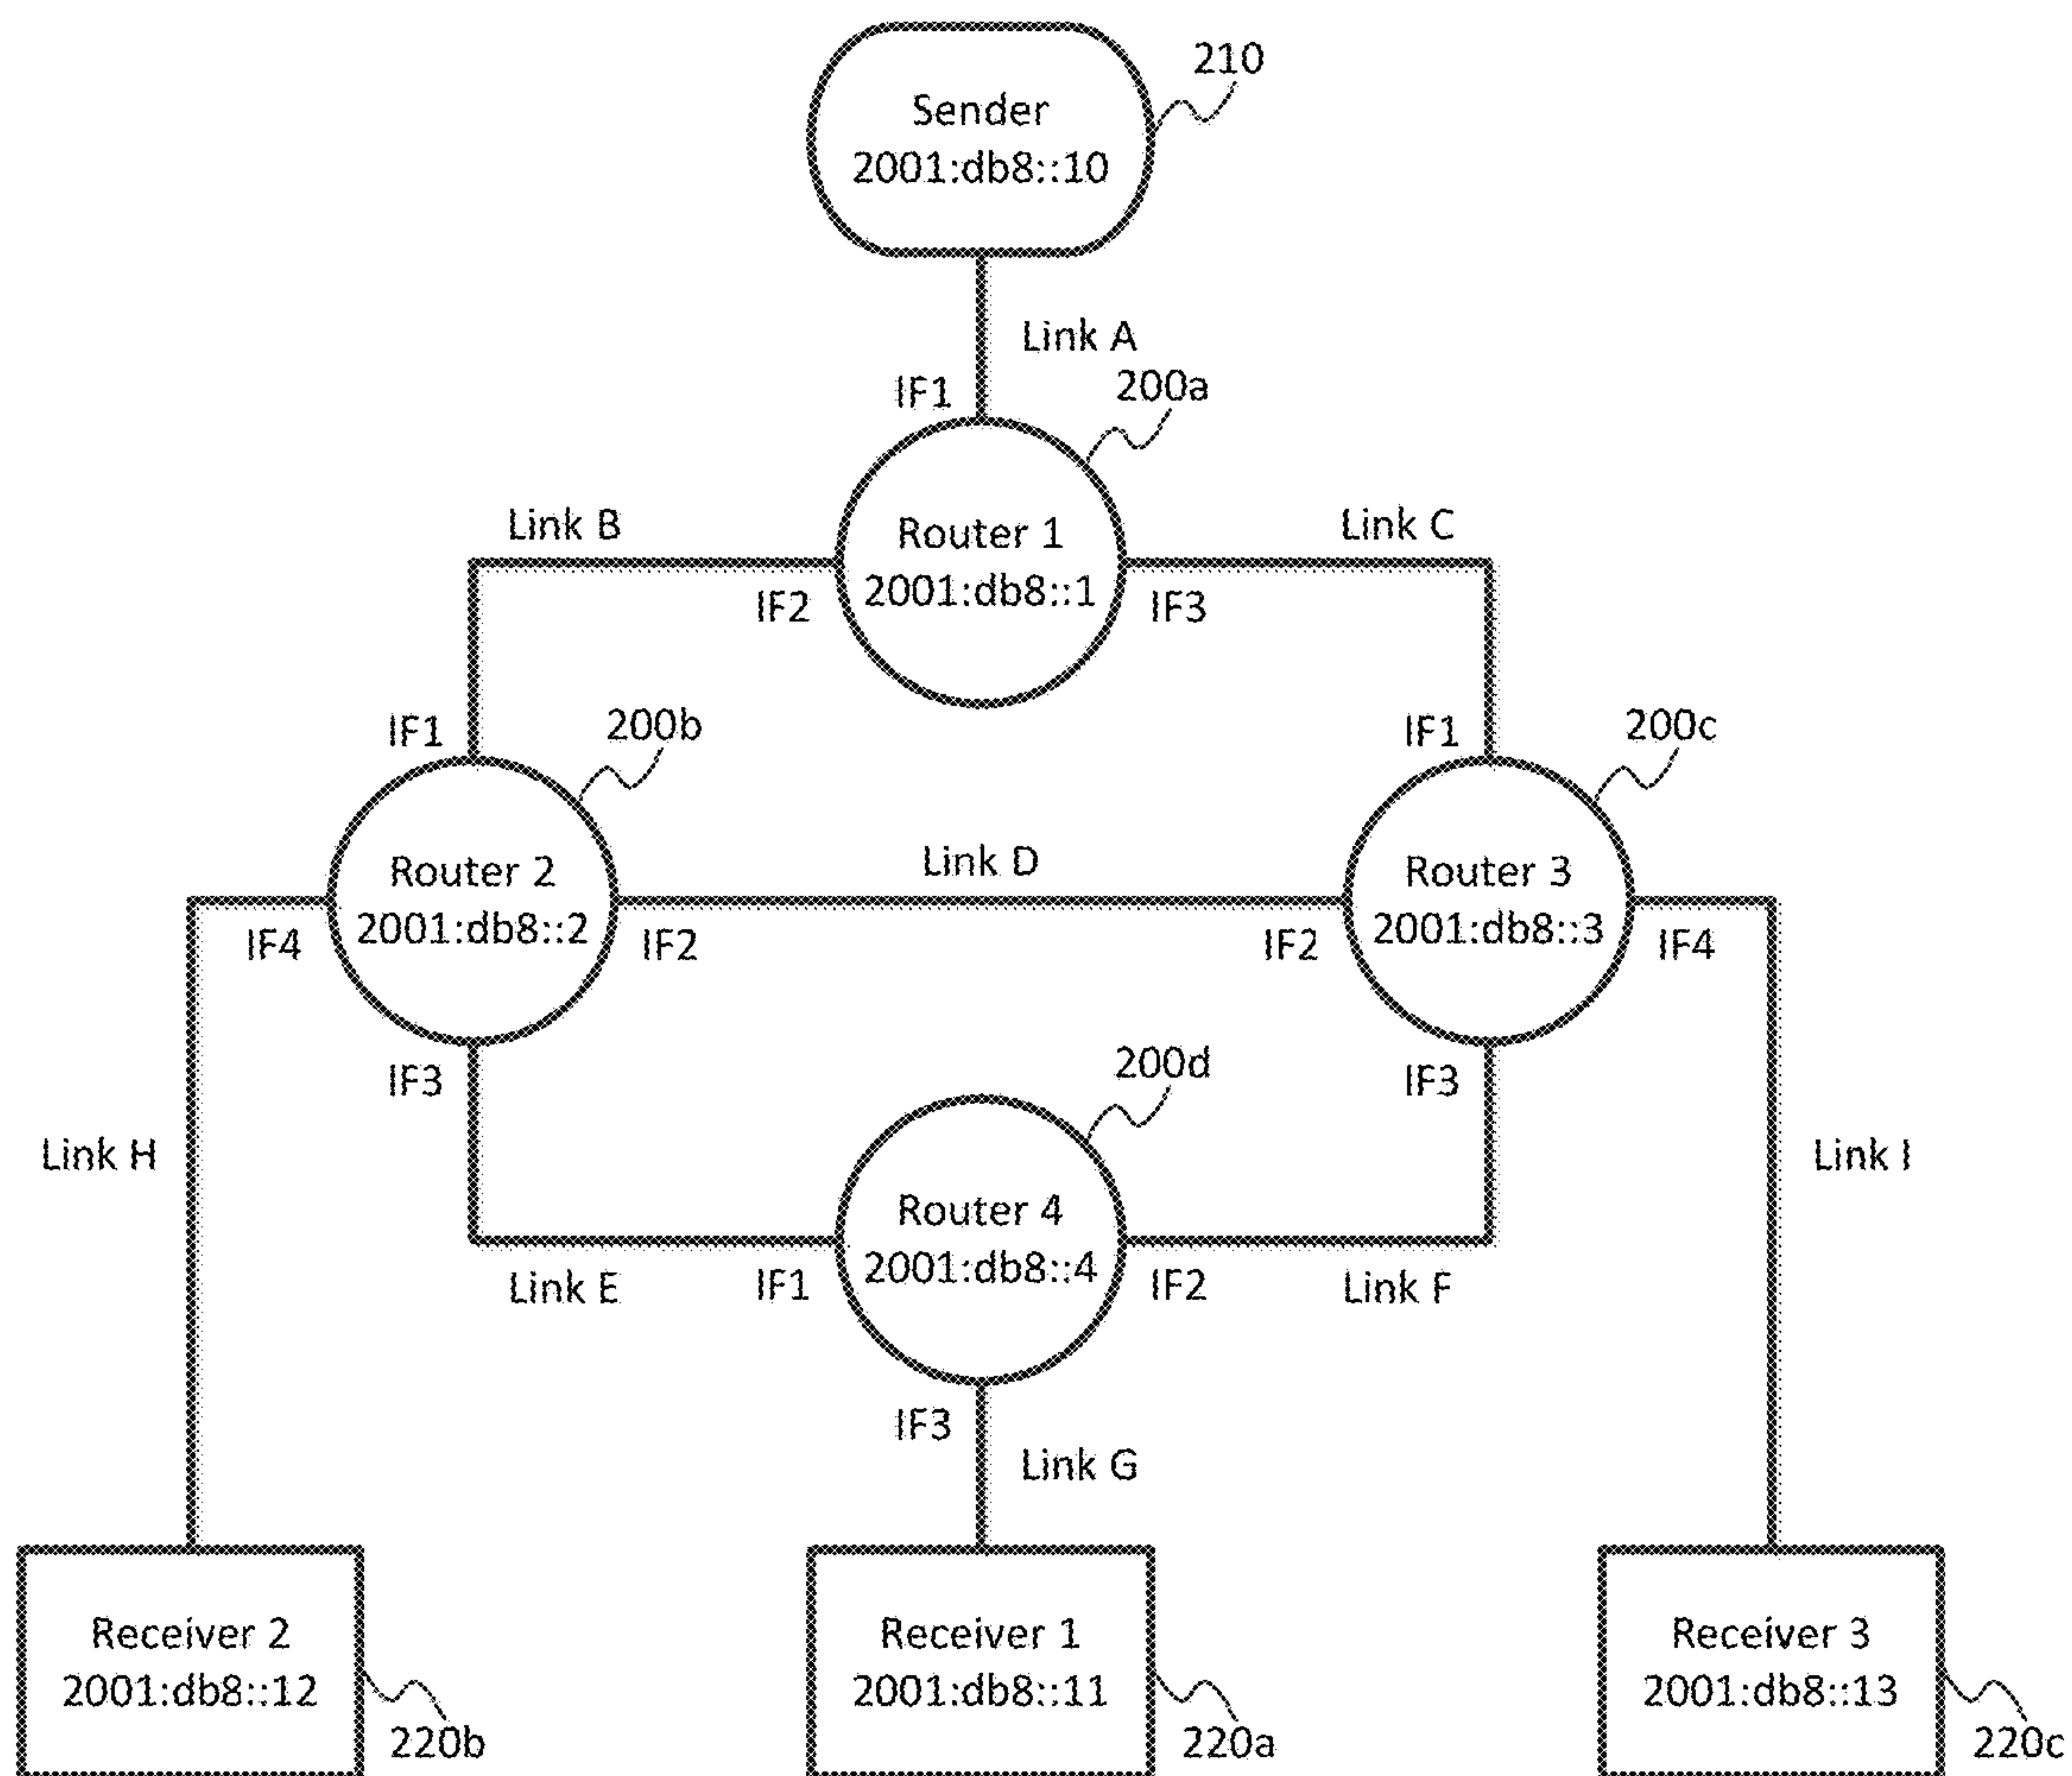 210
Sender
2001:db8::10
Link A
IF1
200a
Link B
Link C
Router 1
2001:db8::1
IF2
IF3
IF1
200b
IF1
200c
Router 2
2001:db8::2
Link D
Router 3
2001:db8::3
IF4
IF2
IF2
IF4
IF3
200d
IF3
Link H
Link I
Router 4
2001:db8::4
Link E
IF1
IF2
Link F
IF3
Link G
Receiver 2
2001:db8::12
Receiver 1
2001:db8::11
Receiver 3
2001:db8::13
220b
220a
220c